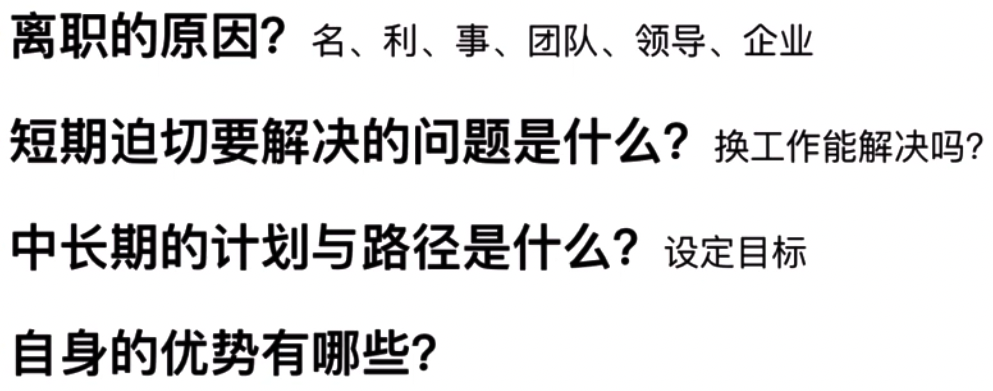 离职的原因？名、利、事、团队、领导、企业
短期迫切要解决的问题是什么？换工作能解决吗？
中长期的计划与路径是什么？设定目标
自身的优势有哪些？